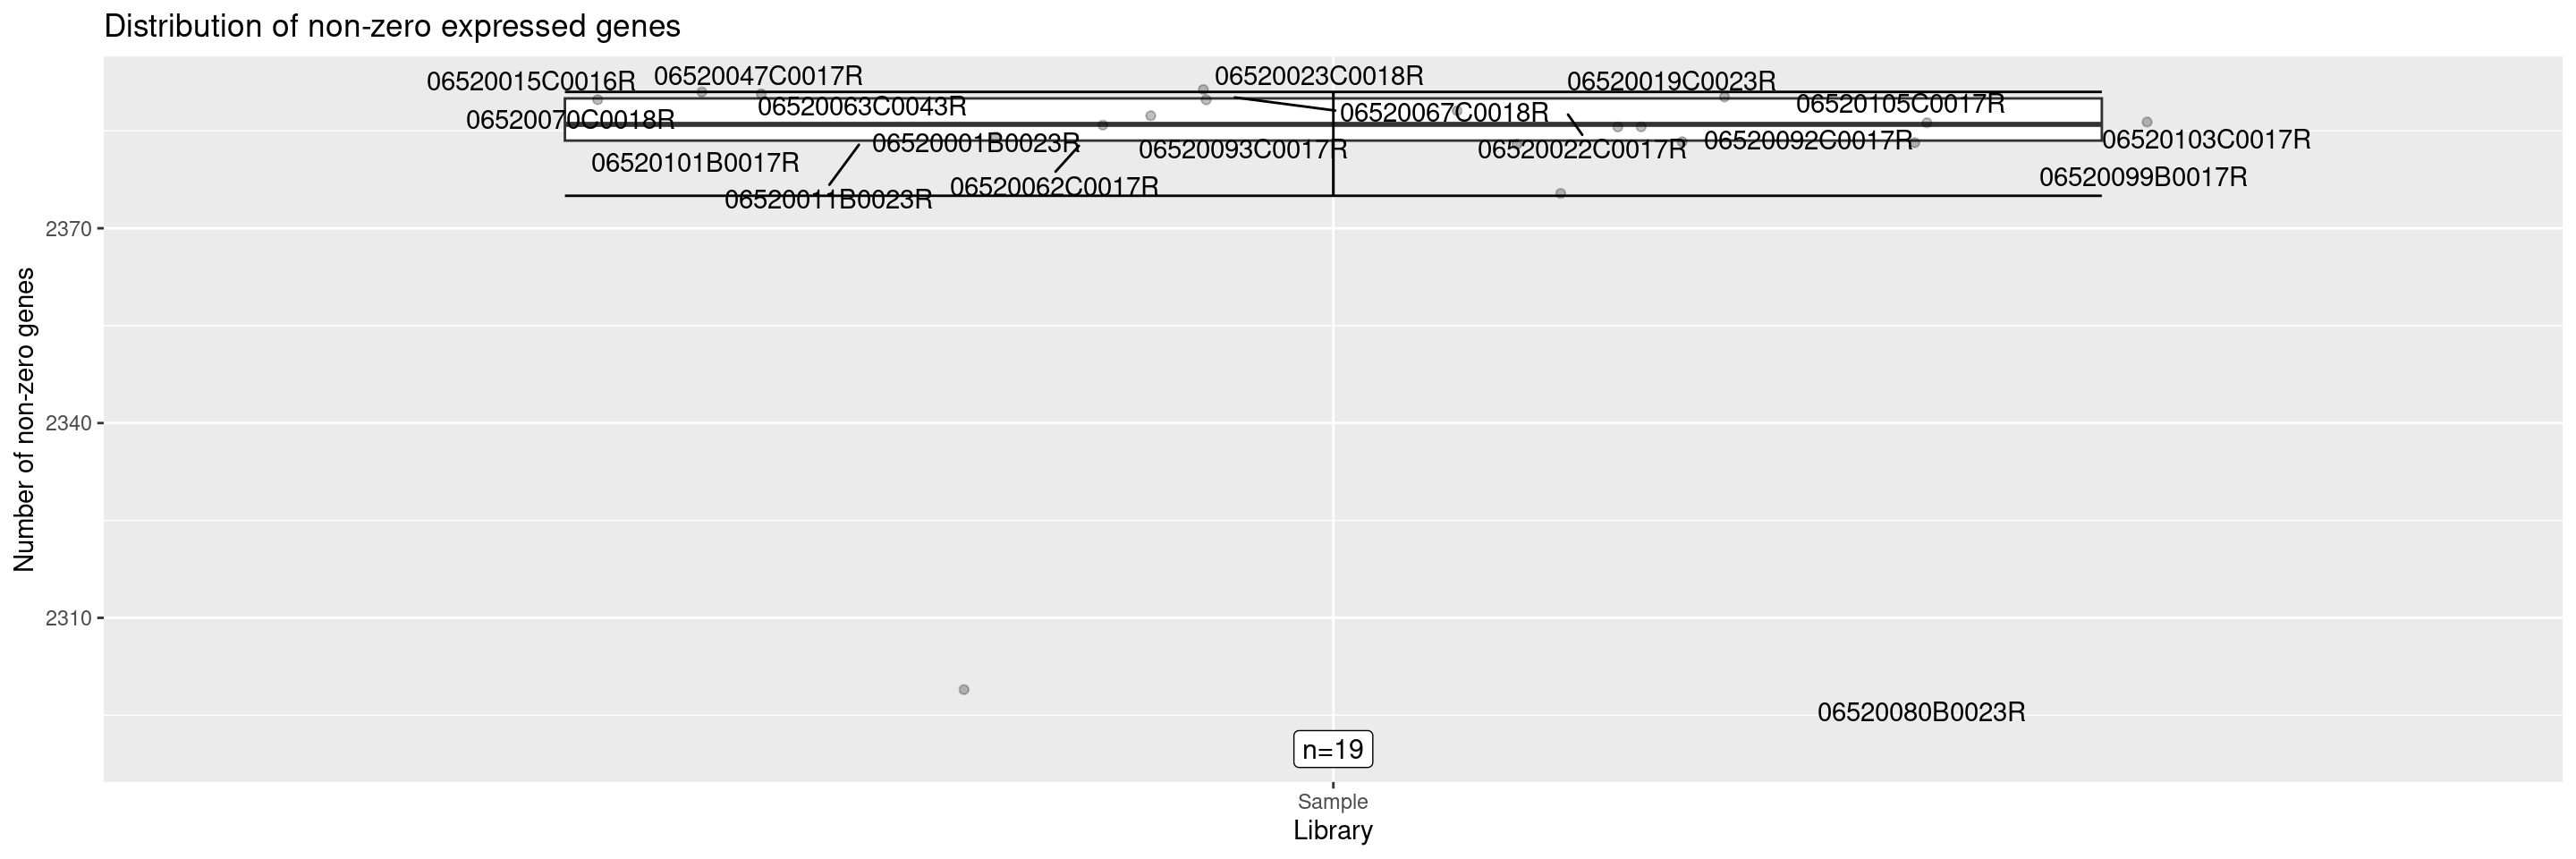 Distribution of non-zero expressed genes
06520015C0016R
06520047C0017R
06520023C0018R
06520019C0023R
06520063C0043R
06520067C0018R
06520105C0017R
06520070C0018R
06520001B0023R
06520093C0017R
06520022C0017R
06520092C0017R
06520103C0017R
06520101B0017R
06520011B0023R
06520062C0017R
06520099B0017R
2370
2340
2310
06520080B0023R
n=19
Number of non-zero genes
Sample
Library